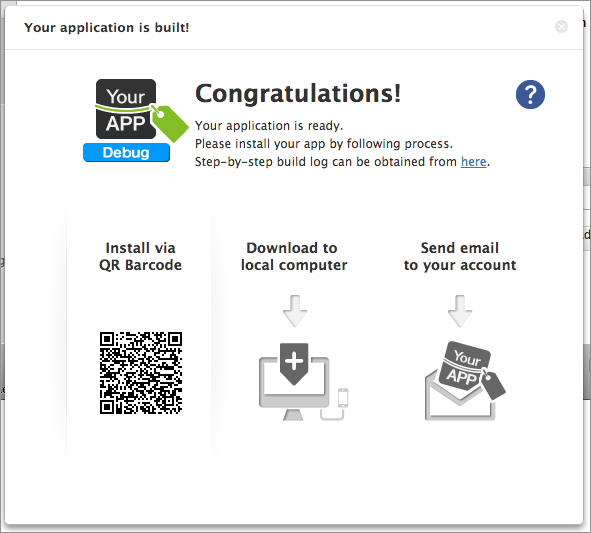 Your application is built!
Your
APP
Debug
Congratulations!
?
Your application is ready.
Please install your app by following process.
Step-by-step build log can be obtained from here.
Install via
QR Barcode
Download to
local computer
Send email
to your account
Your
APP